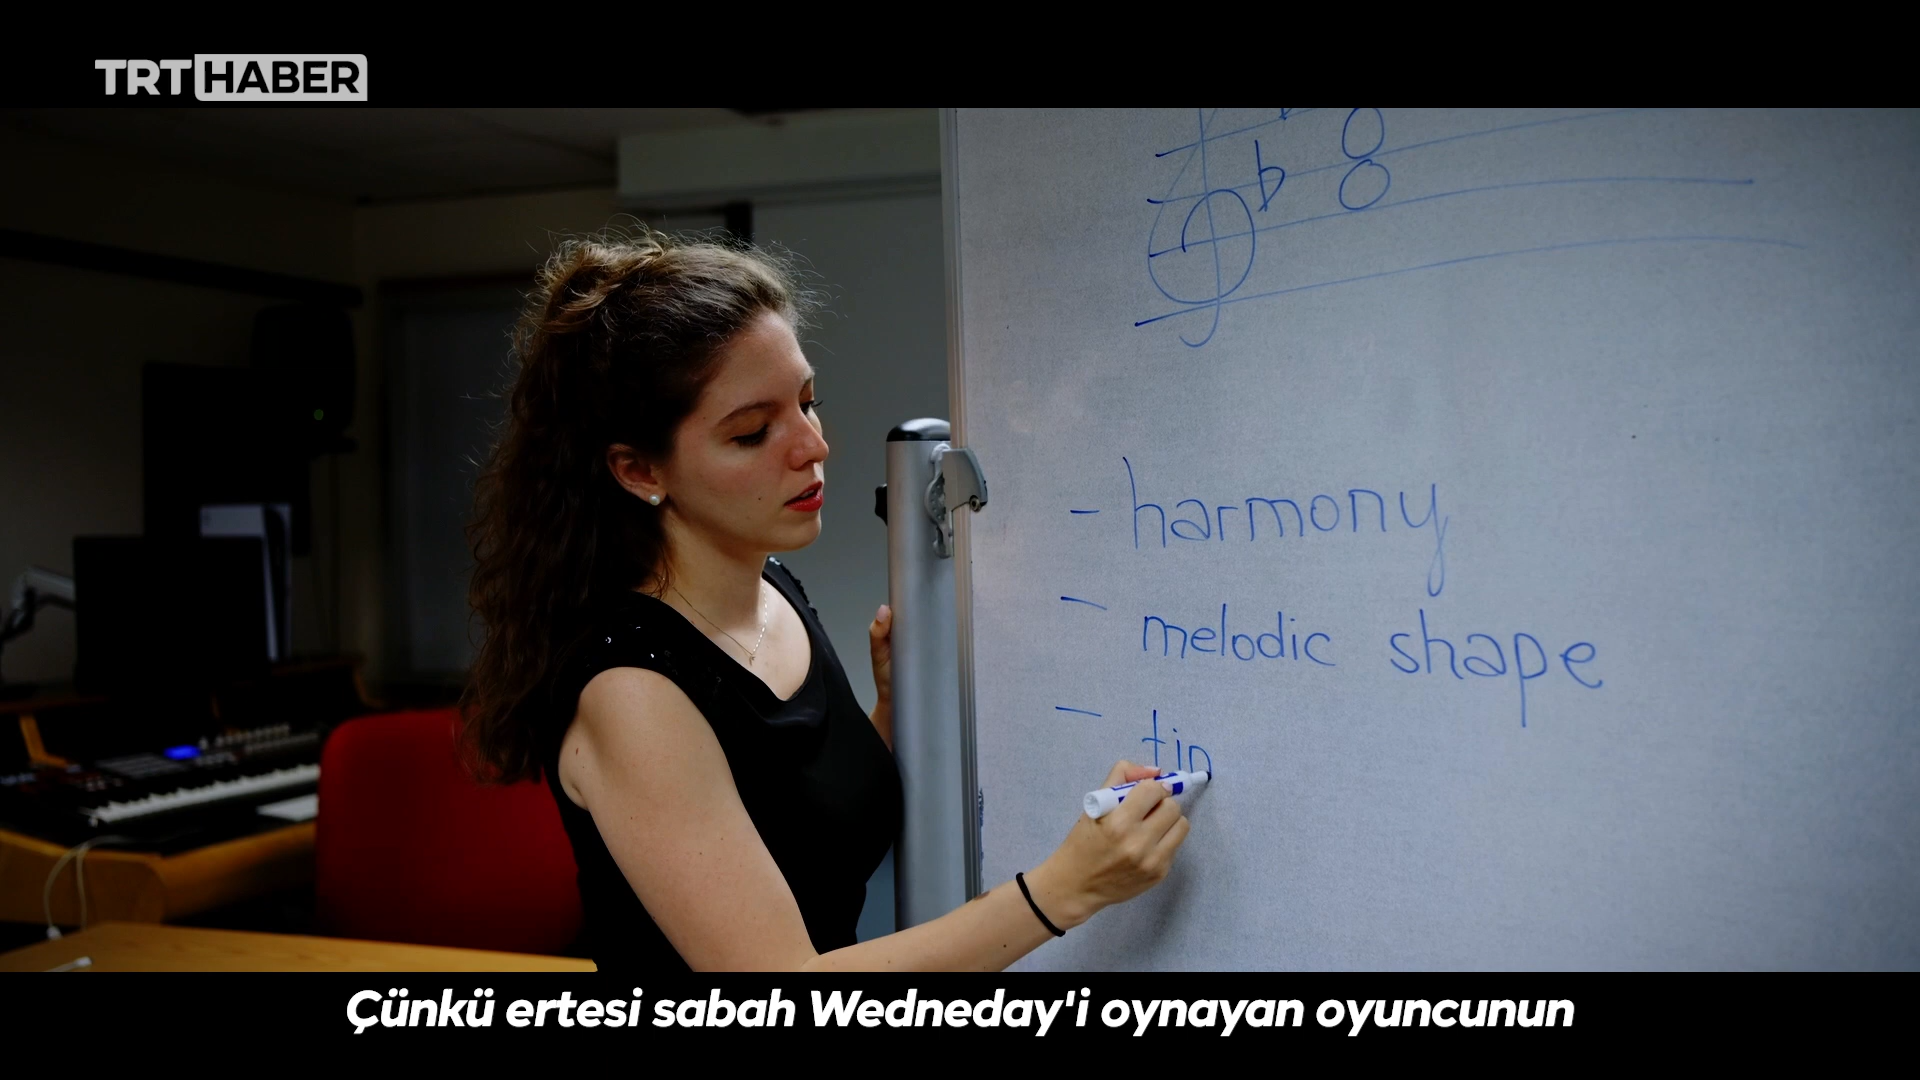 TRT HABER
- harmony
- melodic shape
- tin
Çünkü ertesi sabah Wedneday'i oynayan oyuncunun